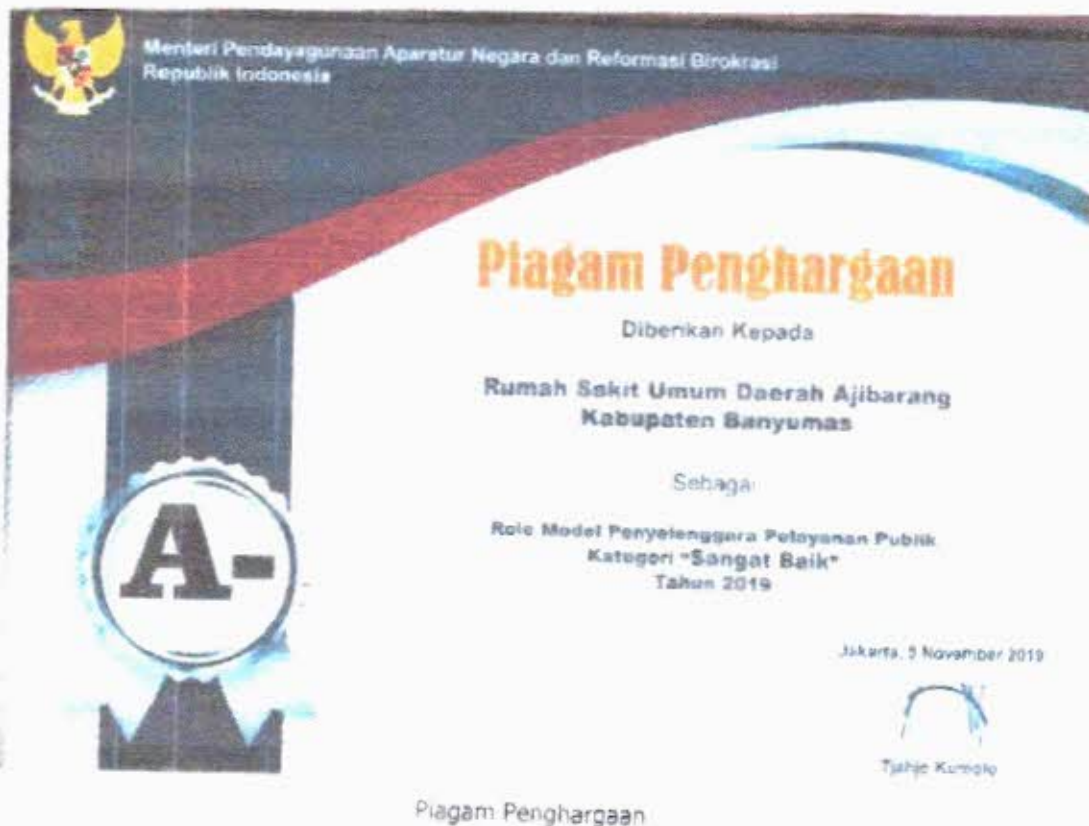 Menteri Pendayagunaan Aparatur Negara dan Reformasi Birokrasi
Republik Indonesia
Piagam Penghargaan
Diberikan Kepada
Rumah Sakit Umum Daerah Ajibarang
Kabupaten Banyumas
Sebagai
Role Model Penyelenggara Pelayanan Publik
Kategori "Sangat Baik"
Tahun 2019
A-
Jakarta, November 2019
Tjahjo Kumolo
Piagam Penghargaan